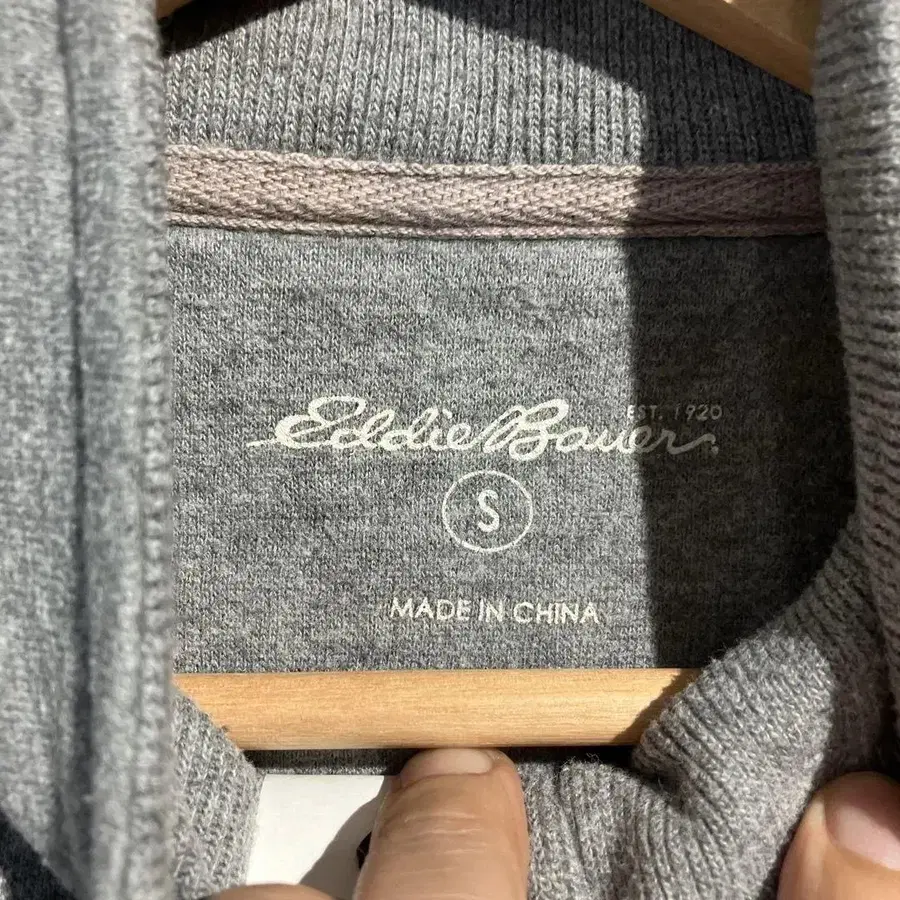 EST. 1920
Eddie Bauer
S
MADE IN CHINA